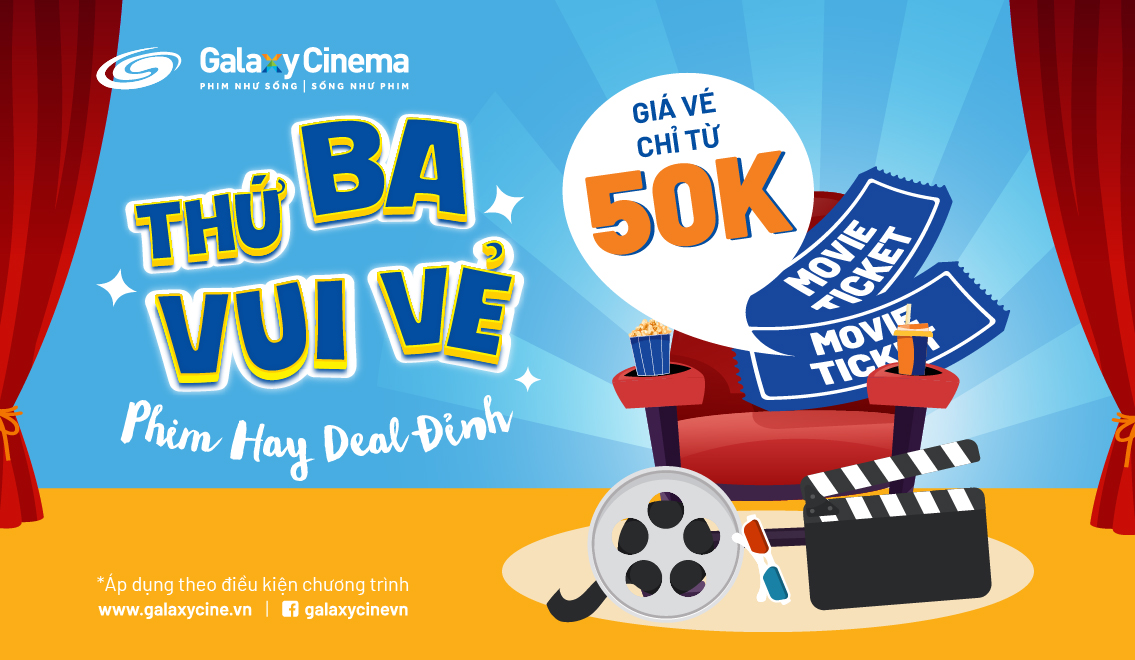 Galaxy Cinema
PHIM NHƯ SỐNG | SỐNG NHƯ PHIM
THỨ BA
VUI VẺ
Phim Hay Deal Đỉnh
GIÁ VÉ
CHỈ TỪ
50K
MOVIE
TICKET
MOVIE
TICKET
*Áp dụng theo điều kiện chương trình
www.galaxycine.vn | galaxycinevn